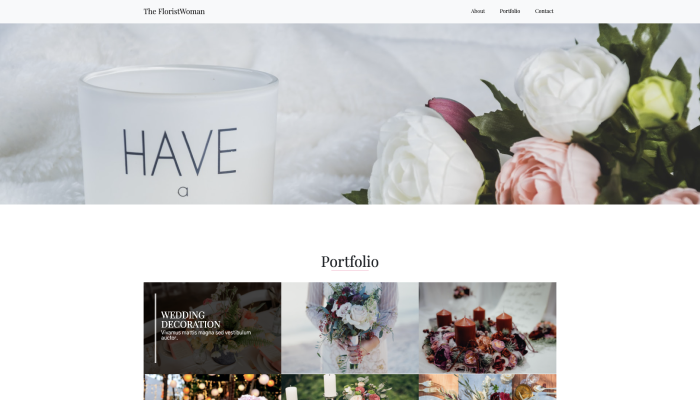 The FloristWoman
About Portfolio Contact
HAVE
a
Portfolio
WEDDING
DECORATION
Vivamus mattis magna sed vestibulum
auctor.